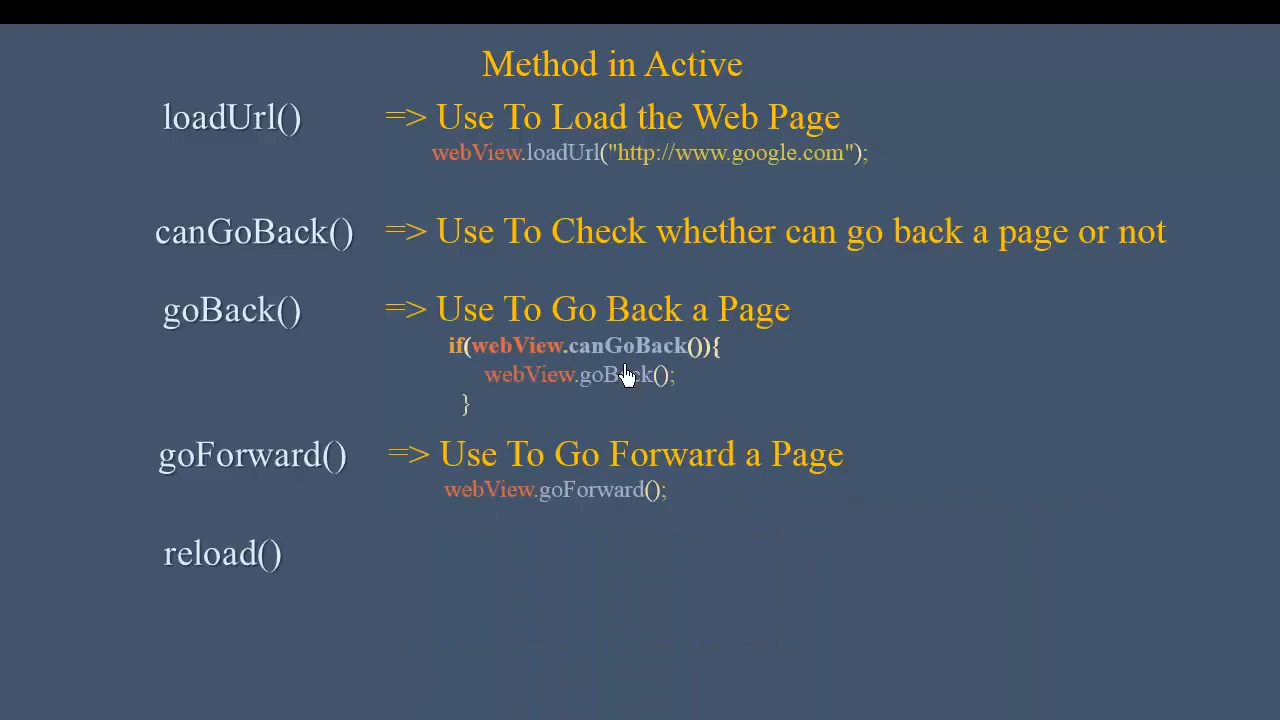 Method in Active
loadUrl() => Use To Load the Web Page
webView.loadUrl("http://www.google.com");
canGoBack() => Use To Check whether can go back a page or not
goBack() => Use To Go Back a Page
if(webView.canGoBack()){
webView.goBack();
}
goForward() => Use To Go Forward a Page
webView.goForward();
reload()